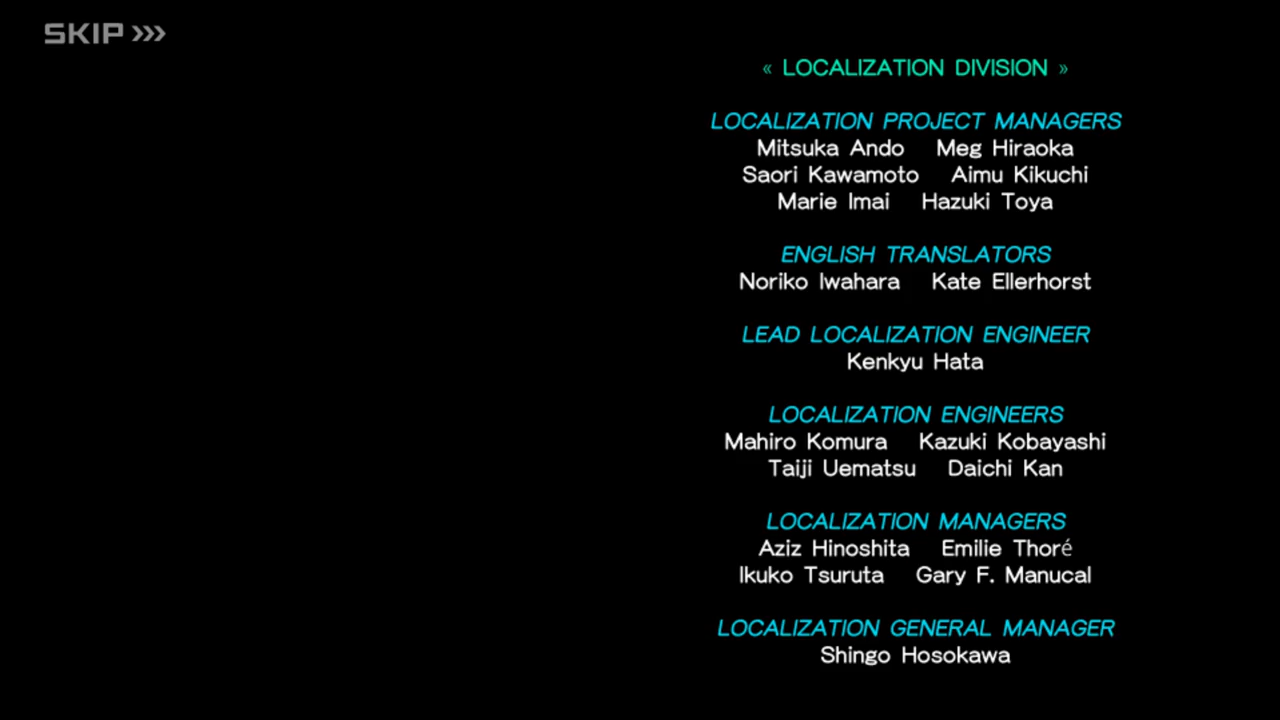 SKIP >>>
« LOCALIZATION DIVISION »
LOCALIZATION PROJECT MANAGERS
Mitsuka Ando Meg Hiraoka
Saori Kawamoto Aimu Kikuchi
Marie Imai Hazuki Toya
ENGLISH TRANSLATORS
Noriko Iwahara Kate Ellerhorst
LEAD LOCALIZATION ENGINEER
Kenkyu Hata
LOCALIZATION ENGINEERS
Mahiro Komura Kazuki Kobayashi
Taiji Uematsu Daichi Kan
LOCALIZATION MANAGERS
Aziz Hinoshita Emilie Thoré
Ikuko Tsuruta Gary F. Manucal
LOCALIZATION GENERAL MANAGER
Shingo Hosokawa